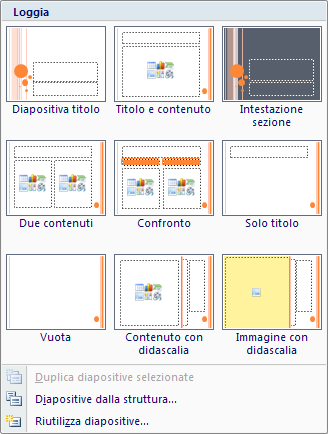 Loggia
Diapositiva titolo
Titolo e contenuto
Intestazione
sezione
Due contenuti
Confronto
Solo titolo
Vuota
Contenuto con
didascalia
Immagine con
didascalia
Duplica diapositive selezionate
Diapositive dalla struttura...
Riutilizza diapositive...